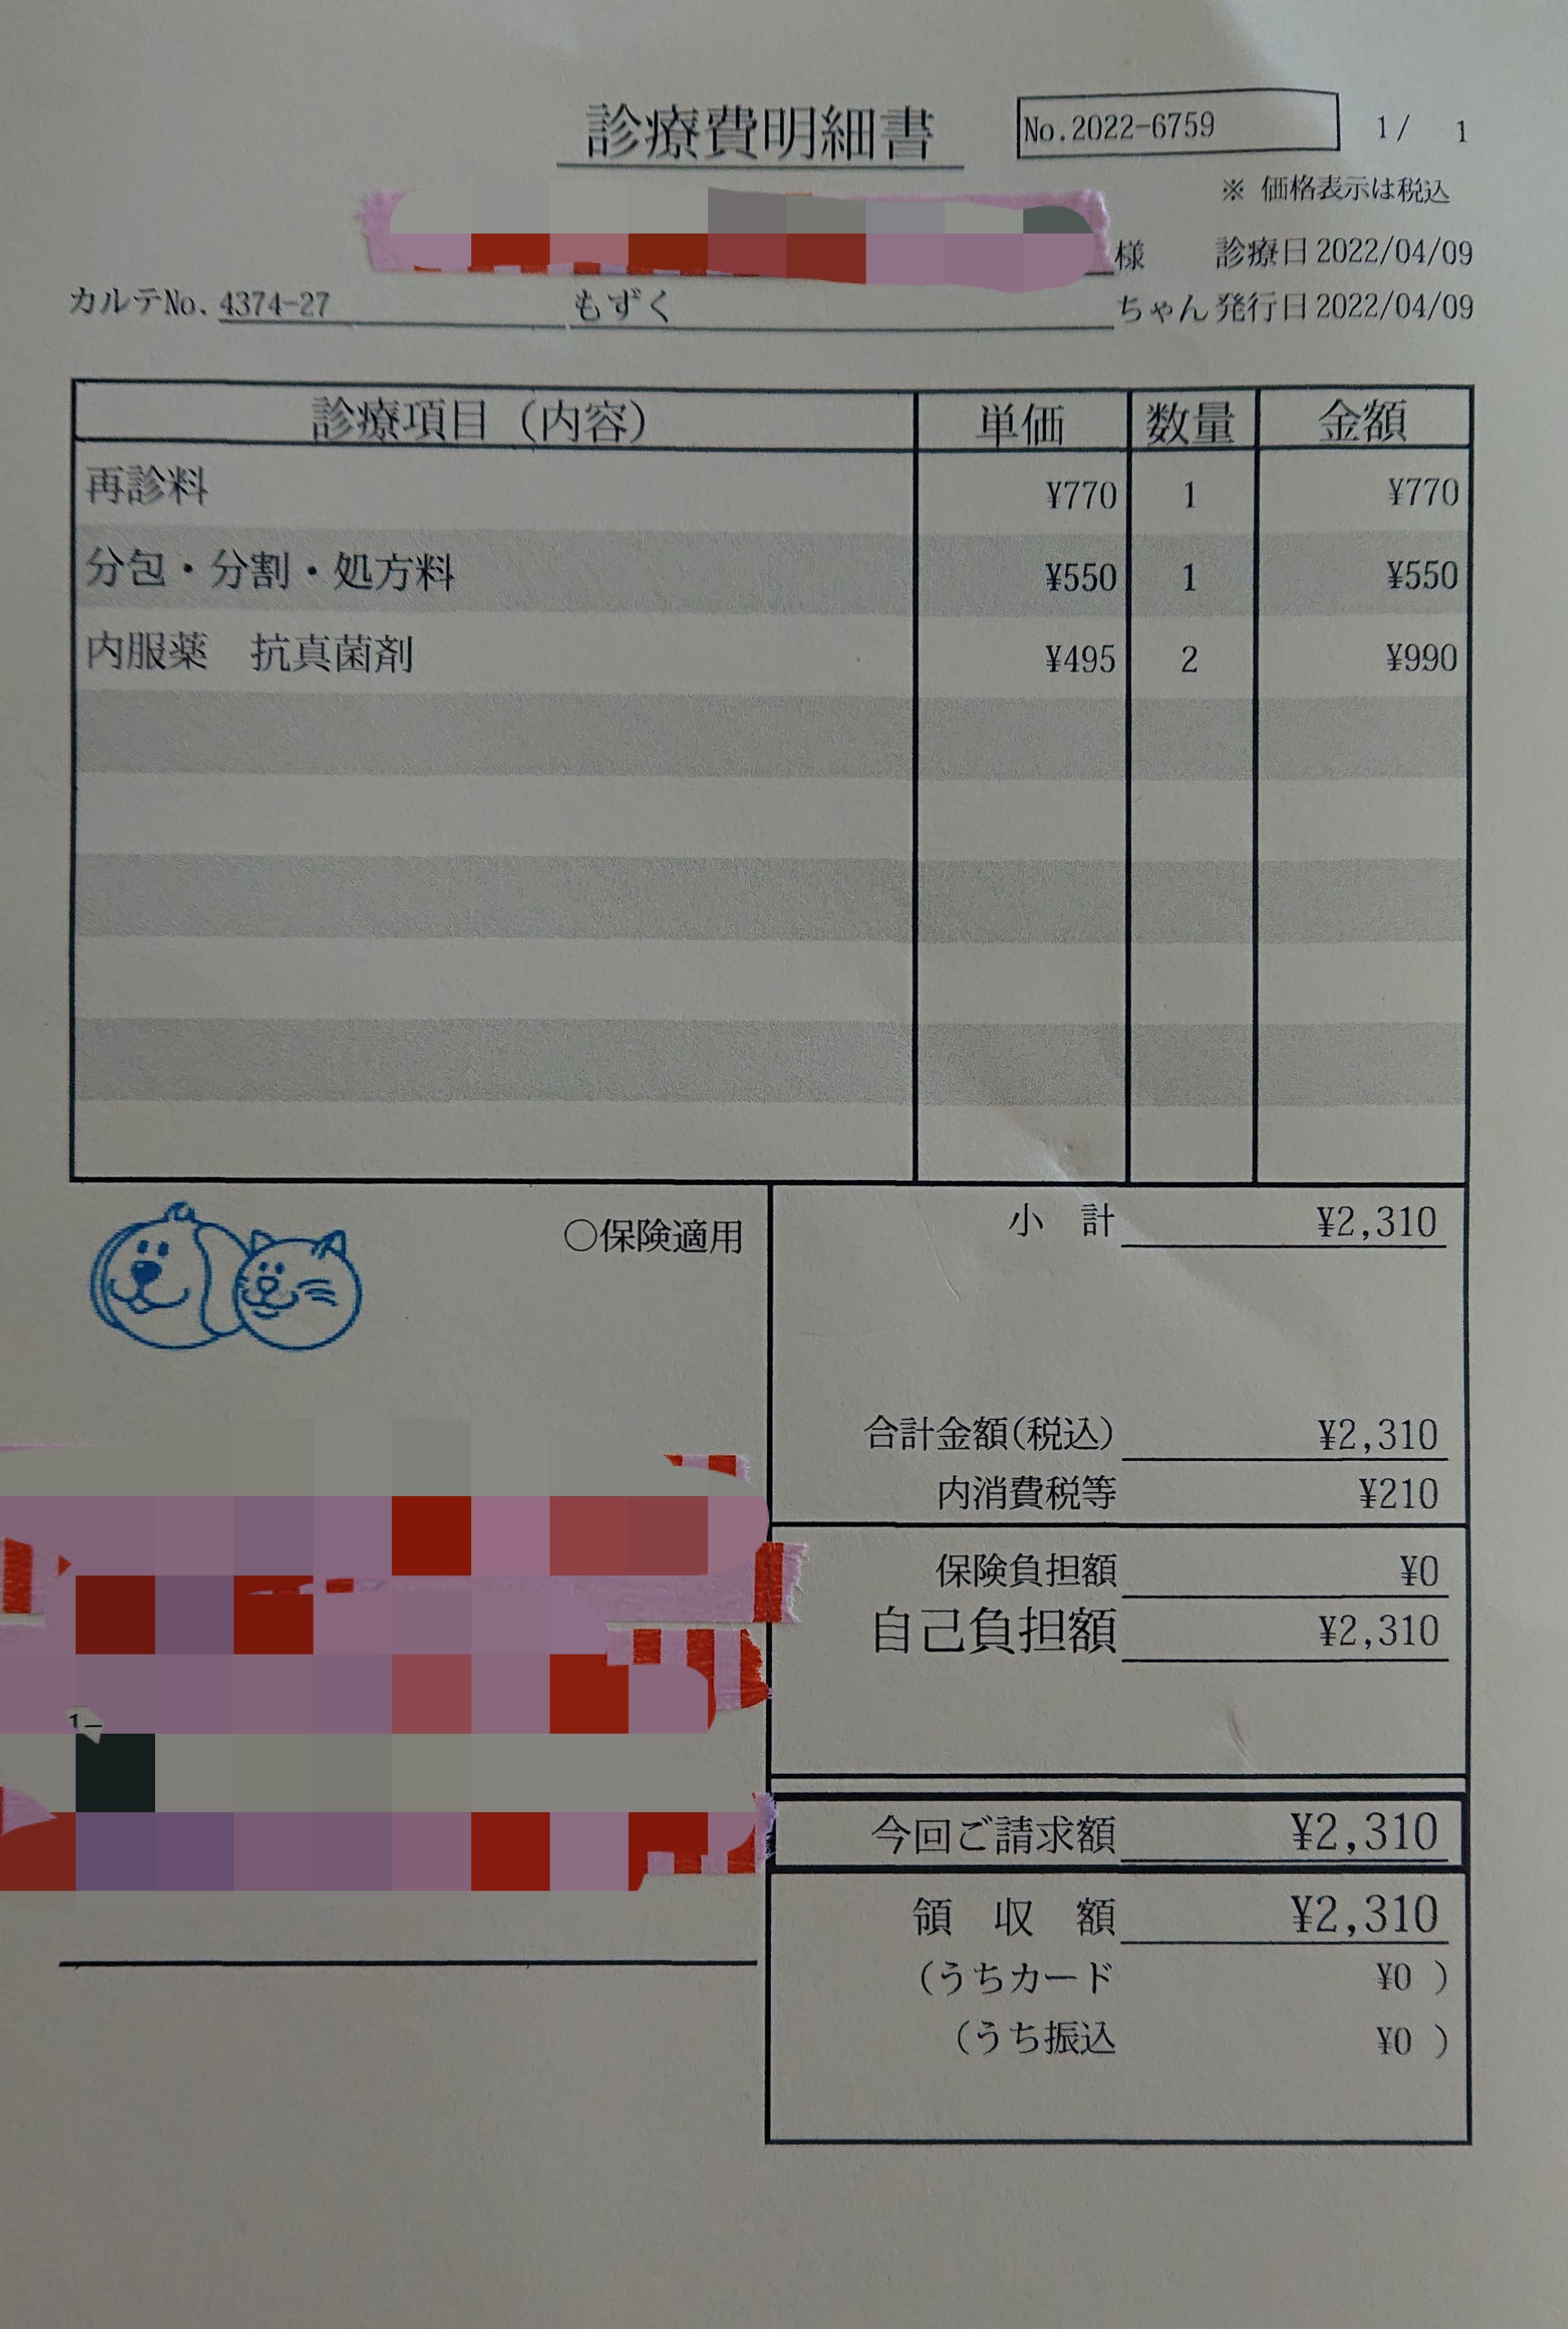 診療費明細書 No.2022-6759 1/ 1
※ 価格表示は税込
様 診療日 2022/04/09
カルテNo. 4374-27 もずく ちゃん 発行日 2022/04/09
診療項目（内容） 単価 数量 金額
再診料 ¥770 1 ¥770
分包・分割・処方料 ¥550 1 ¥550
内服薬　抗真菌剤 ¥495 2 ¥990
○保険適用
小　計 ¥2,310
合計金額(税込) ¥2,310
内消費税等 ¥210
保険負担額 ¥0
自己負担額 ¥2,310
今回ご請求額 ¥2,310
領　収　額 ¥2,310
(うちカード ¥0 )
(うち振込 ¥0 )